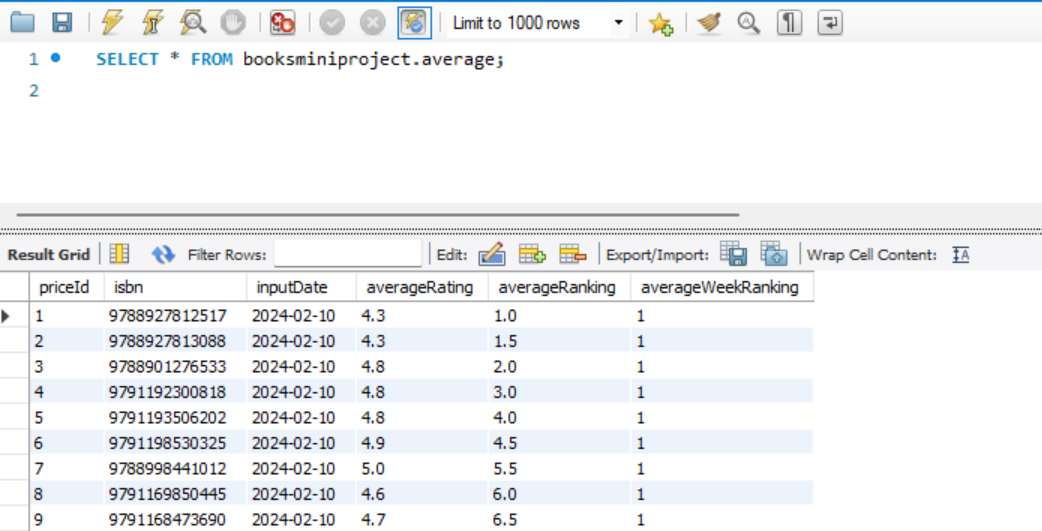 Limit to 1000 rows
1 SELECT * FROM booksminiproject.average;
2
Result Grid Filter Rows: Edit: Export/Import: Wrap Cell Content:
priceId isbn inputDate averageRating averageRanking averageWeekRanking
1 9788927812517 2024-02-10 4.3 1.0 1
2 9788927813088 2024-02-10 4.3 1.5 1
3 9788901276533 2024-02-10 4.8 2.0 1
4 9791192300818 2024-02-10 4.8 3.0 1
5 9791193506202 2024-02-10 4.8 4.0 1
6 9791198530325 2024-02-10 4.9 4.5 1
7 9788998441012 2024-02-10 5.0 5.5 1
8 9791169850445 2024-02-10 4.6 6.0 1
9 9791168473690 2024-02-10 4.7 6.5 1